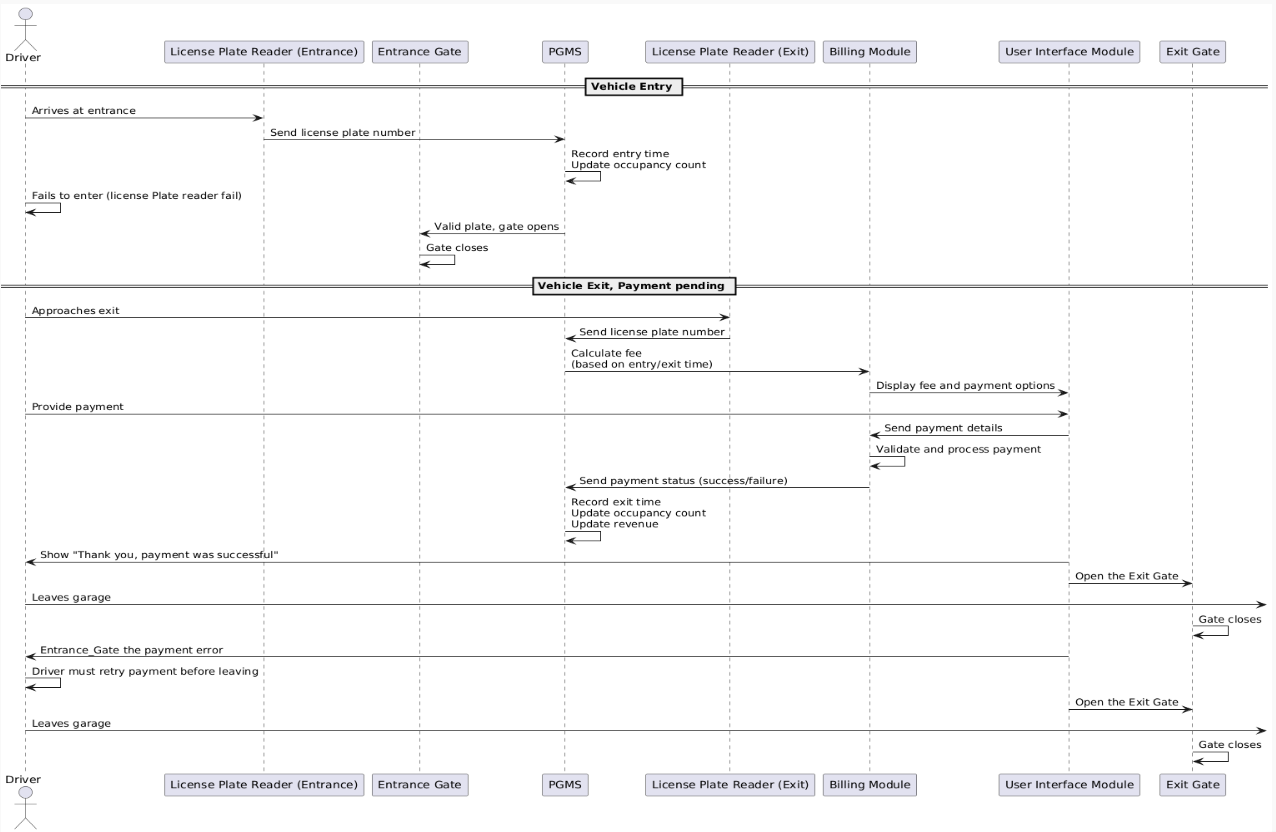 Driver
License Plate Reader (Entrance)
Entrance Gate
PGMS
License Plate Reader (Exit)
Billing Module
User Interface Module
Exit Gate
Vehicle Entry
Arrives at entrance
Send license plate number
Record entry time
Update occupancy count
Fails to enter (license Plate reader fail)
Valid plate, gate opens
Gate closes
Vehicle Exit, Payment pending
Approaches exit
Send license plate number
Calculate fee
(based on entry/exit time)
Display fee and payment options
Provide payment
Send payment details
Validate and process payment
Send payment status (success/failure)
Record exit time
Update occupancy count
Update revenue
Show "Thank you, payment was successful"
Open the Exit Gate
Leaves garage
Gate closes
Entrance_Gate the payment error
Driver must retry payment before leaving
Open the Exit Gate
Leaves garage
Gate closes
Driver
License Plate Reader (Entrance)
Entrance Gate
PGMS
License Plate Reader (Exit)
Billing Module
User Interface Module
Exit Gate